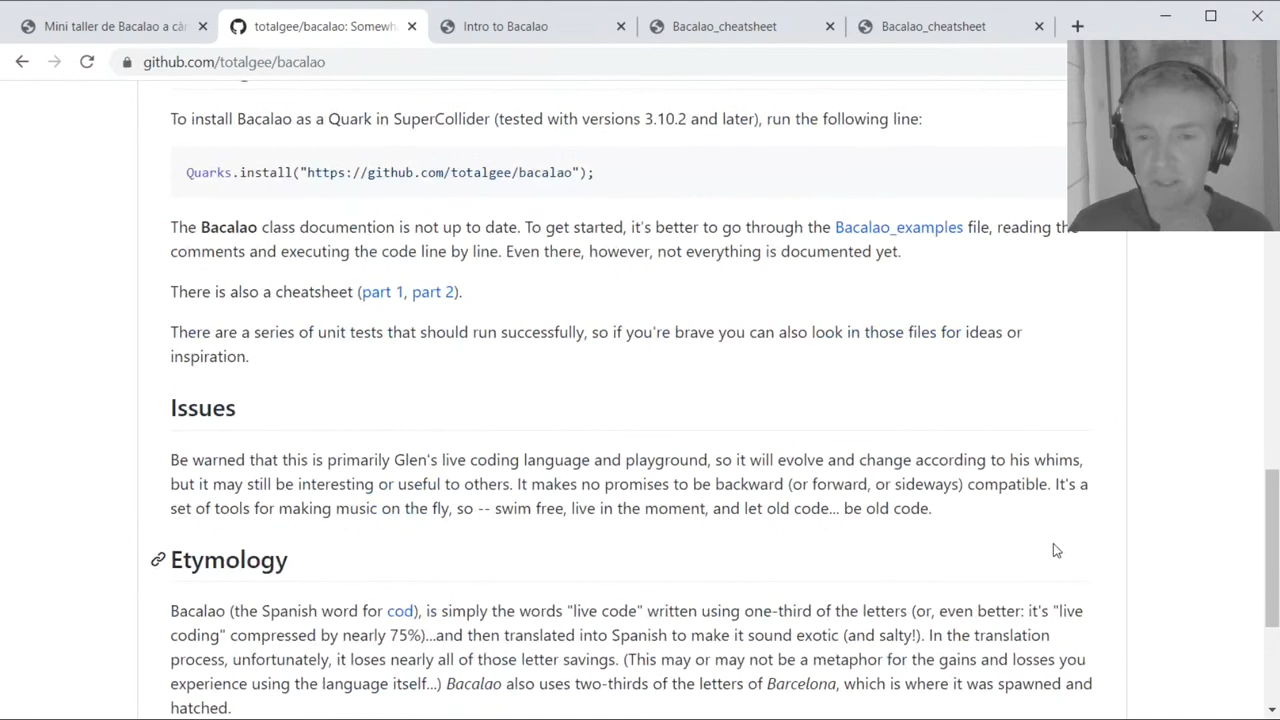 Mini taller de Bacalao a càr
totalgee/bacalao: Somewh
Intro to Bacalao
Bacalao_cheatsheet
Bacalao_cheatsheet
github.com/totalgee/bacalao
To install Bacalao as a Quark in SuperCollider (tested with versions 3.10.2 and later), run the following line:
Quarks.install("https://github.com/totalgee/bacalao");
The Bacalao class documention is not up to date. To get started, it's better to go through the Bacalao_examples file, reading the
comments and executing the code line by line. Even there, however, not everything is documented yet.
There is also a cheatsheet (part 1, part 2).
There are a series of unit tests that should run successfully, so if you're brave you can also look in those files for ideas or
inspiration.
Issues
Be warned that this is primarily Glen's live coding language and playground, so it will evolve and change according to his whims,
but it may still be interesting or useful to others. It makes no promises to be backward (or forward, or sideways) compatible. It's a
set of tools for making music on the fly, so -- swim free, live in the moment, and let old code... be old code.
Etymology
Bacalao (the Spanish word for cod), is simply the words "live code" written using one-third of the letters (or, even better: it's "live
coding" compressed by nearly 75%)...and then translated into Spanish to make it sound exotic (and salty!). In the translation
process, unfortunately, it loses nearly all of those letter savings. (This may or may not be a metaphor for the gains and losses you
experience using the language itself...) Bacalao also uses two-thirds of the letters of Barcelona, which is where it was spawned and
hatched.